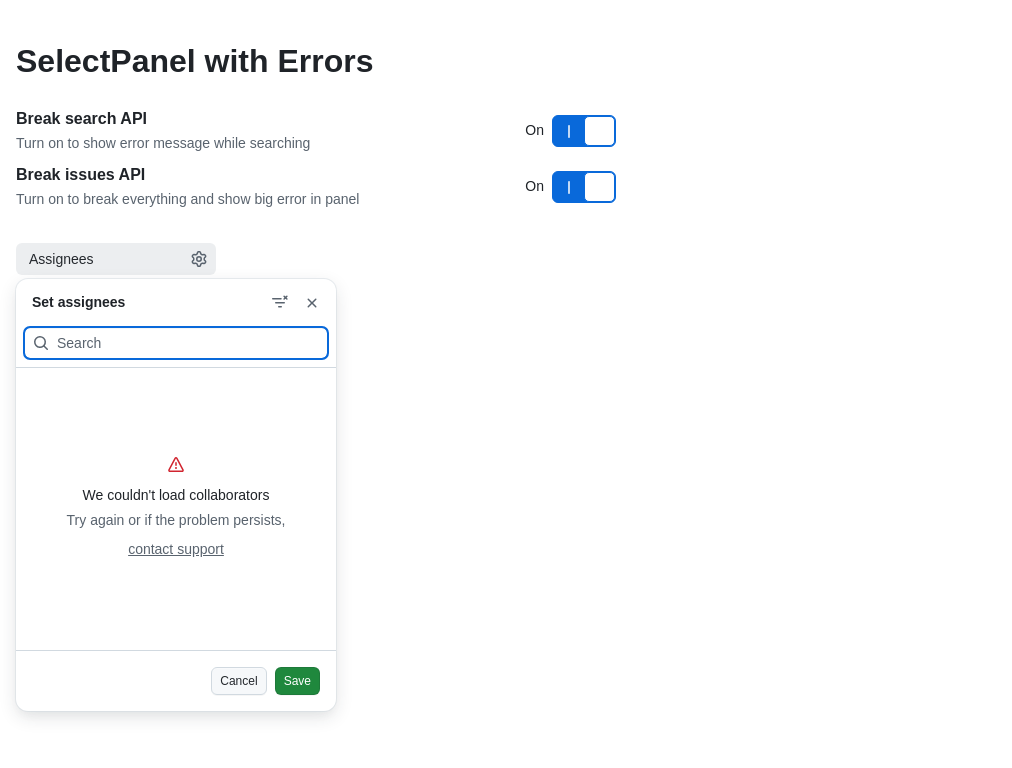 SelectPanel with Errors
Break search API
Turn on to show error message while searching
On
Break issues API
Turn on to break everything and show big error in panel
On
Assignees
Set assignees
Search
We couldn't load collaborators
Try again or if the problem persists,
contact support
Cancel
Save